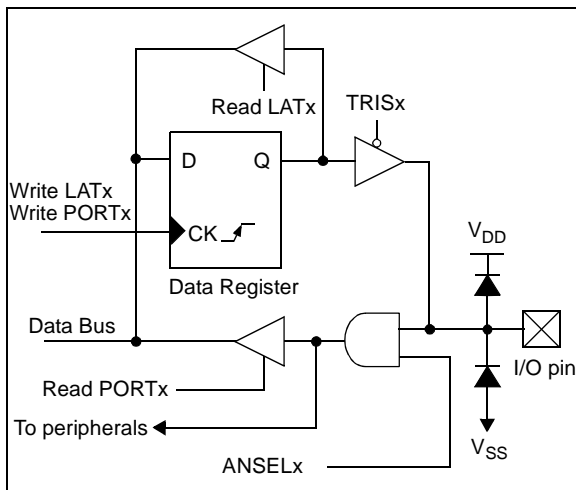 Read LATx
TRISx
D Q
Write LATx
Write PORTx
CK
VDD
Data Register
Data Bus
I/O pin
Read PORTx
To peripherals
VSS
ANSELx